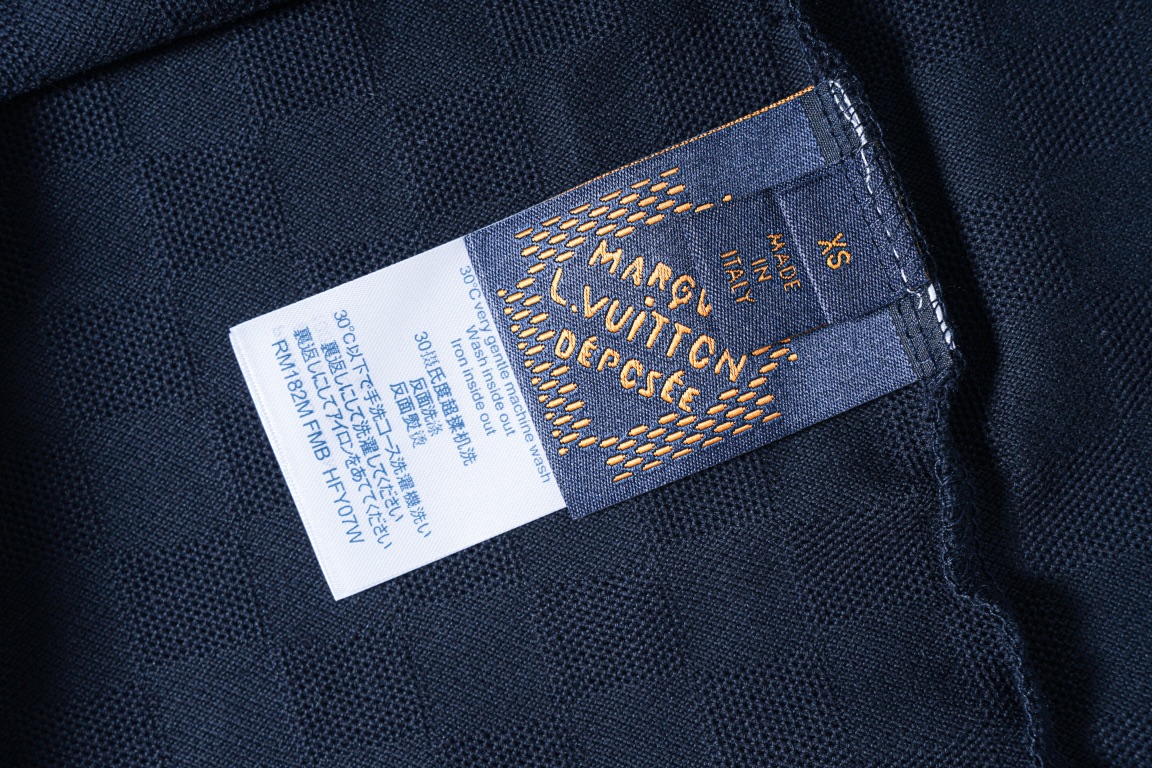 MARQU
L.VUITTON
DÉPOSÉE
MADE
IN
ITALY
XS
30°C very gentle machine wash
Wash inside out
Iron inside out
30摄氏度超揉机洗
反面洗涤
反面熨烫
30℃以下で手洗コース洗濯機洗い
裏返しにして洗濯してください
裏返しにしてアイロンをあててください
RM182M FMB HFY07W